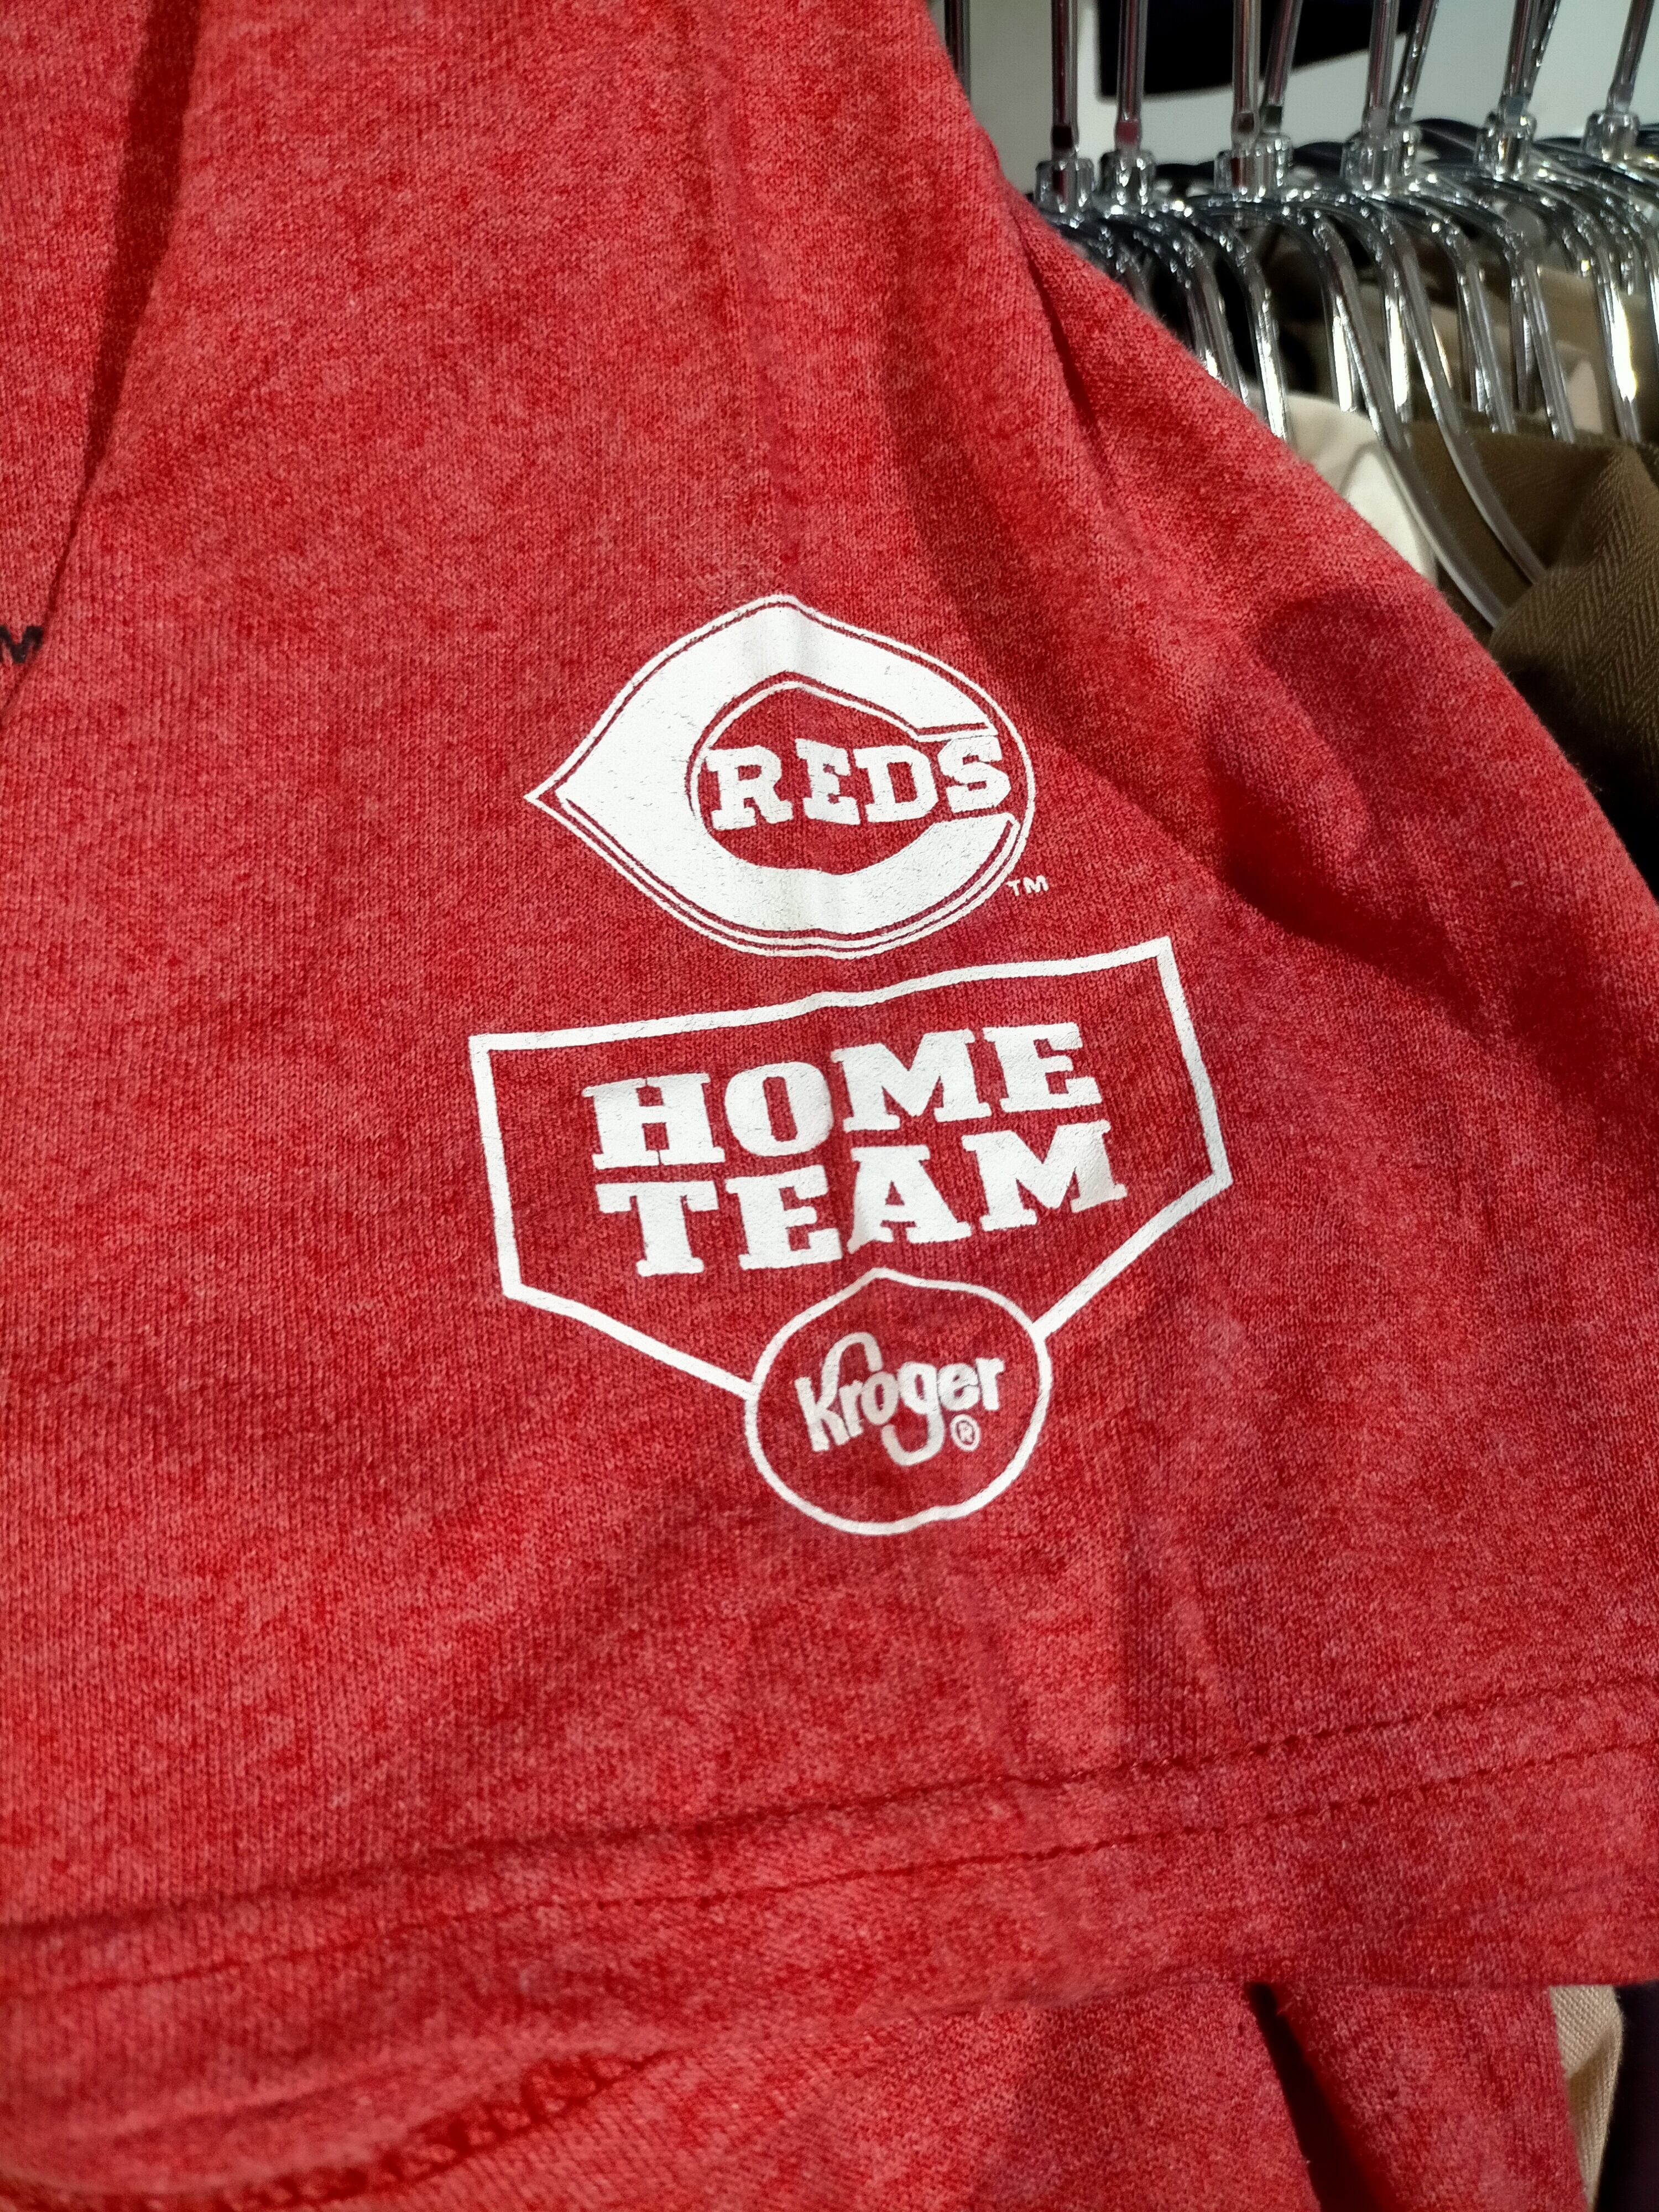 M
REDS
TM
HOME
TEAM
Kroger
®